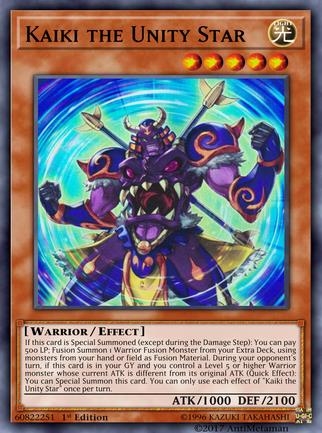 Kaiki the Unity Star
LIGHT
光
[Warrior / Effect]
If this card is Special Summoned (except during the Damage Step): You can pay
500 LP; Fusion Summon 1 Warrior Fusion Monster from your Extra Deck, using
monsters from your hand or field as Fusion Material. During your opponent's
turn, if this card is in your GY and you control a Level 5 or higher Warrior
monster whose current ATK is different from its original ATK (Quick Effect):
You can Special Summon this card. You can only use each effect of "Kaiki
the Unity Star" once per turn.
ATK/1000 DEF/2100
60822251 1st Edition ©1996 KAZUKI TAKAHASHI
©2017 AntiMetaman